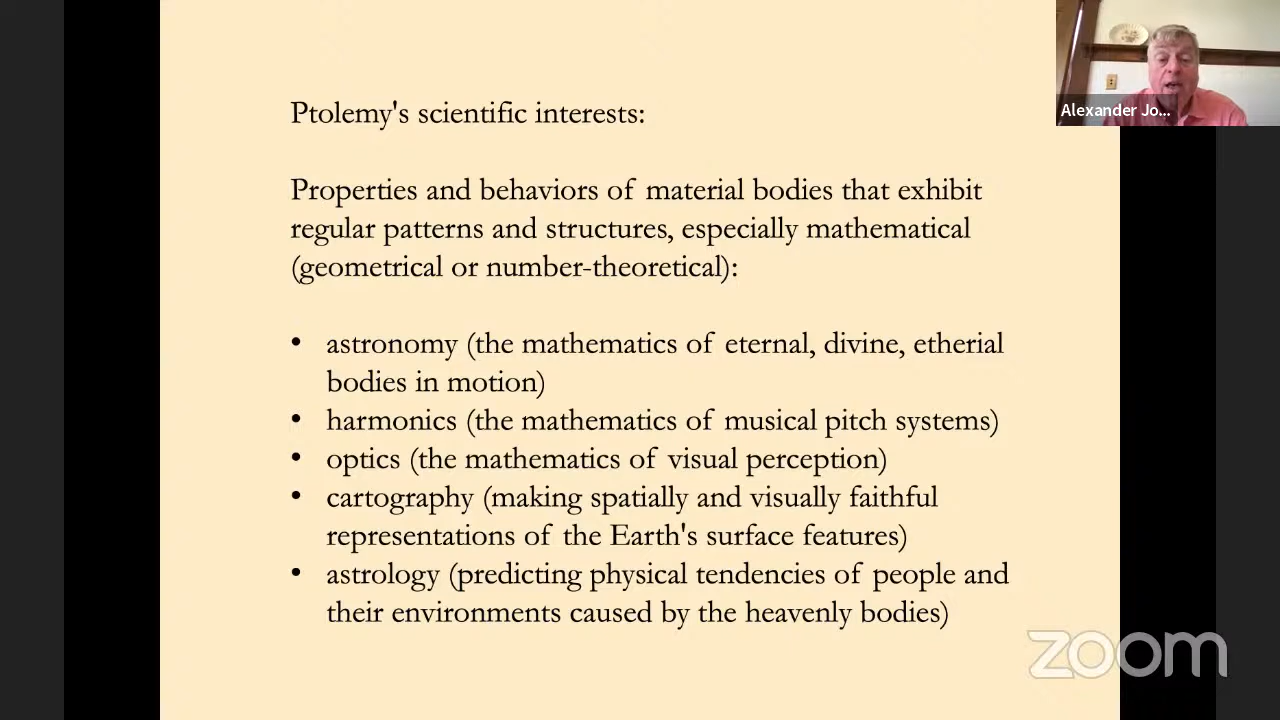 Ptolemy's scientific interests:
Alexander Jo...
Properties and behaviors of material bodies that exhibit
regular patterns and structures, especially mathematical
(geometrical or number-theoretical):
• astronomy (the mathematics of eternal, divine, etherial
bodies in motion)
• harmonics (the mathematics of musical pitch systems)
• optics (the mathematics of visual perception)
• cartography (making spatially and visually faithful
representations of the Earth's surface features)
• astrology (predicting physical tendencies of people and
their environments caused by the heavenly bodies)
zoom